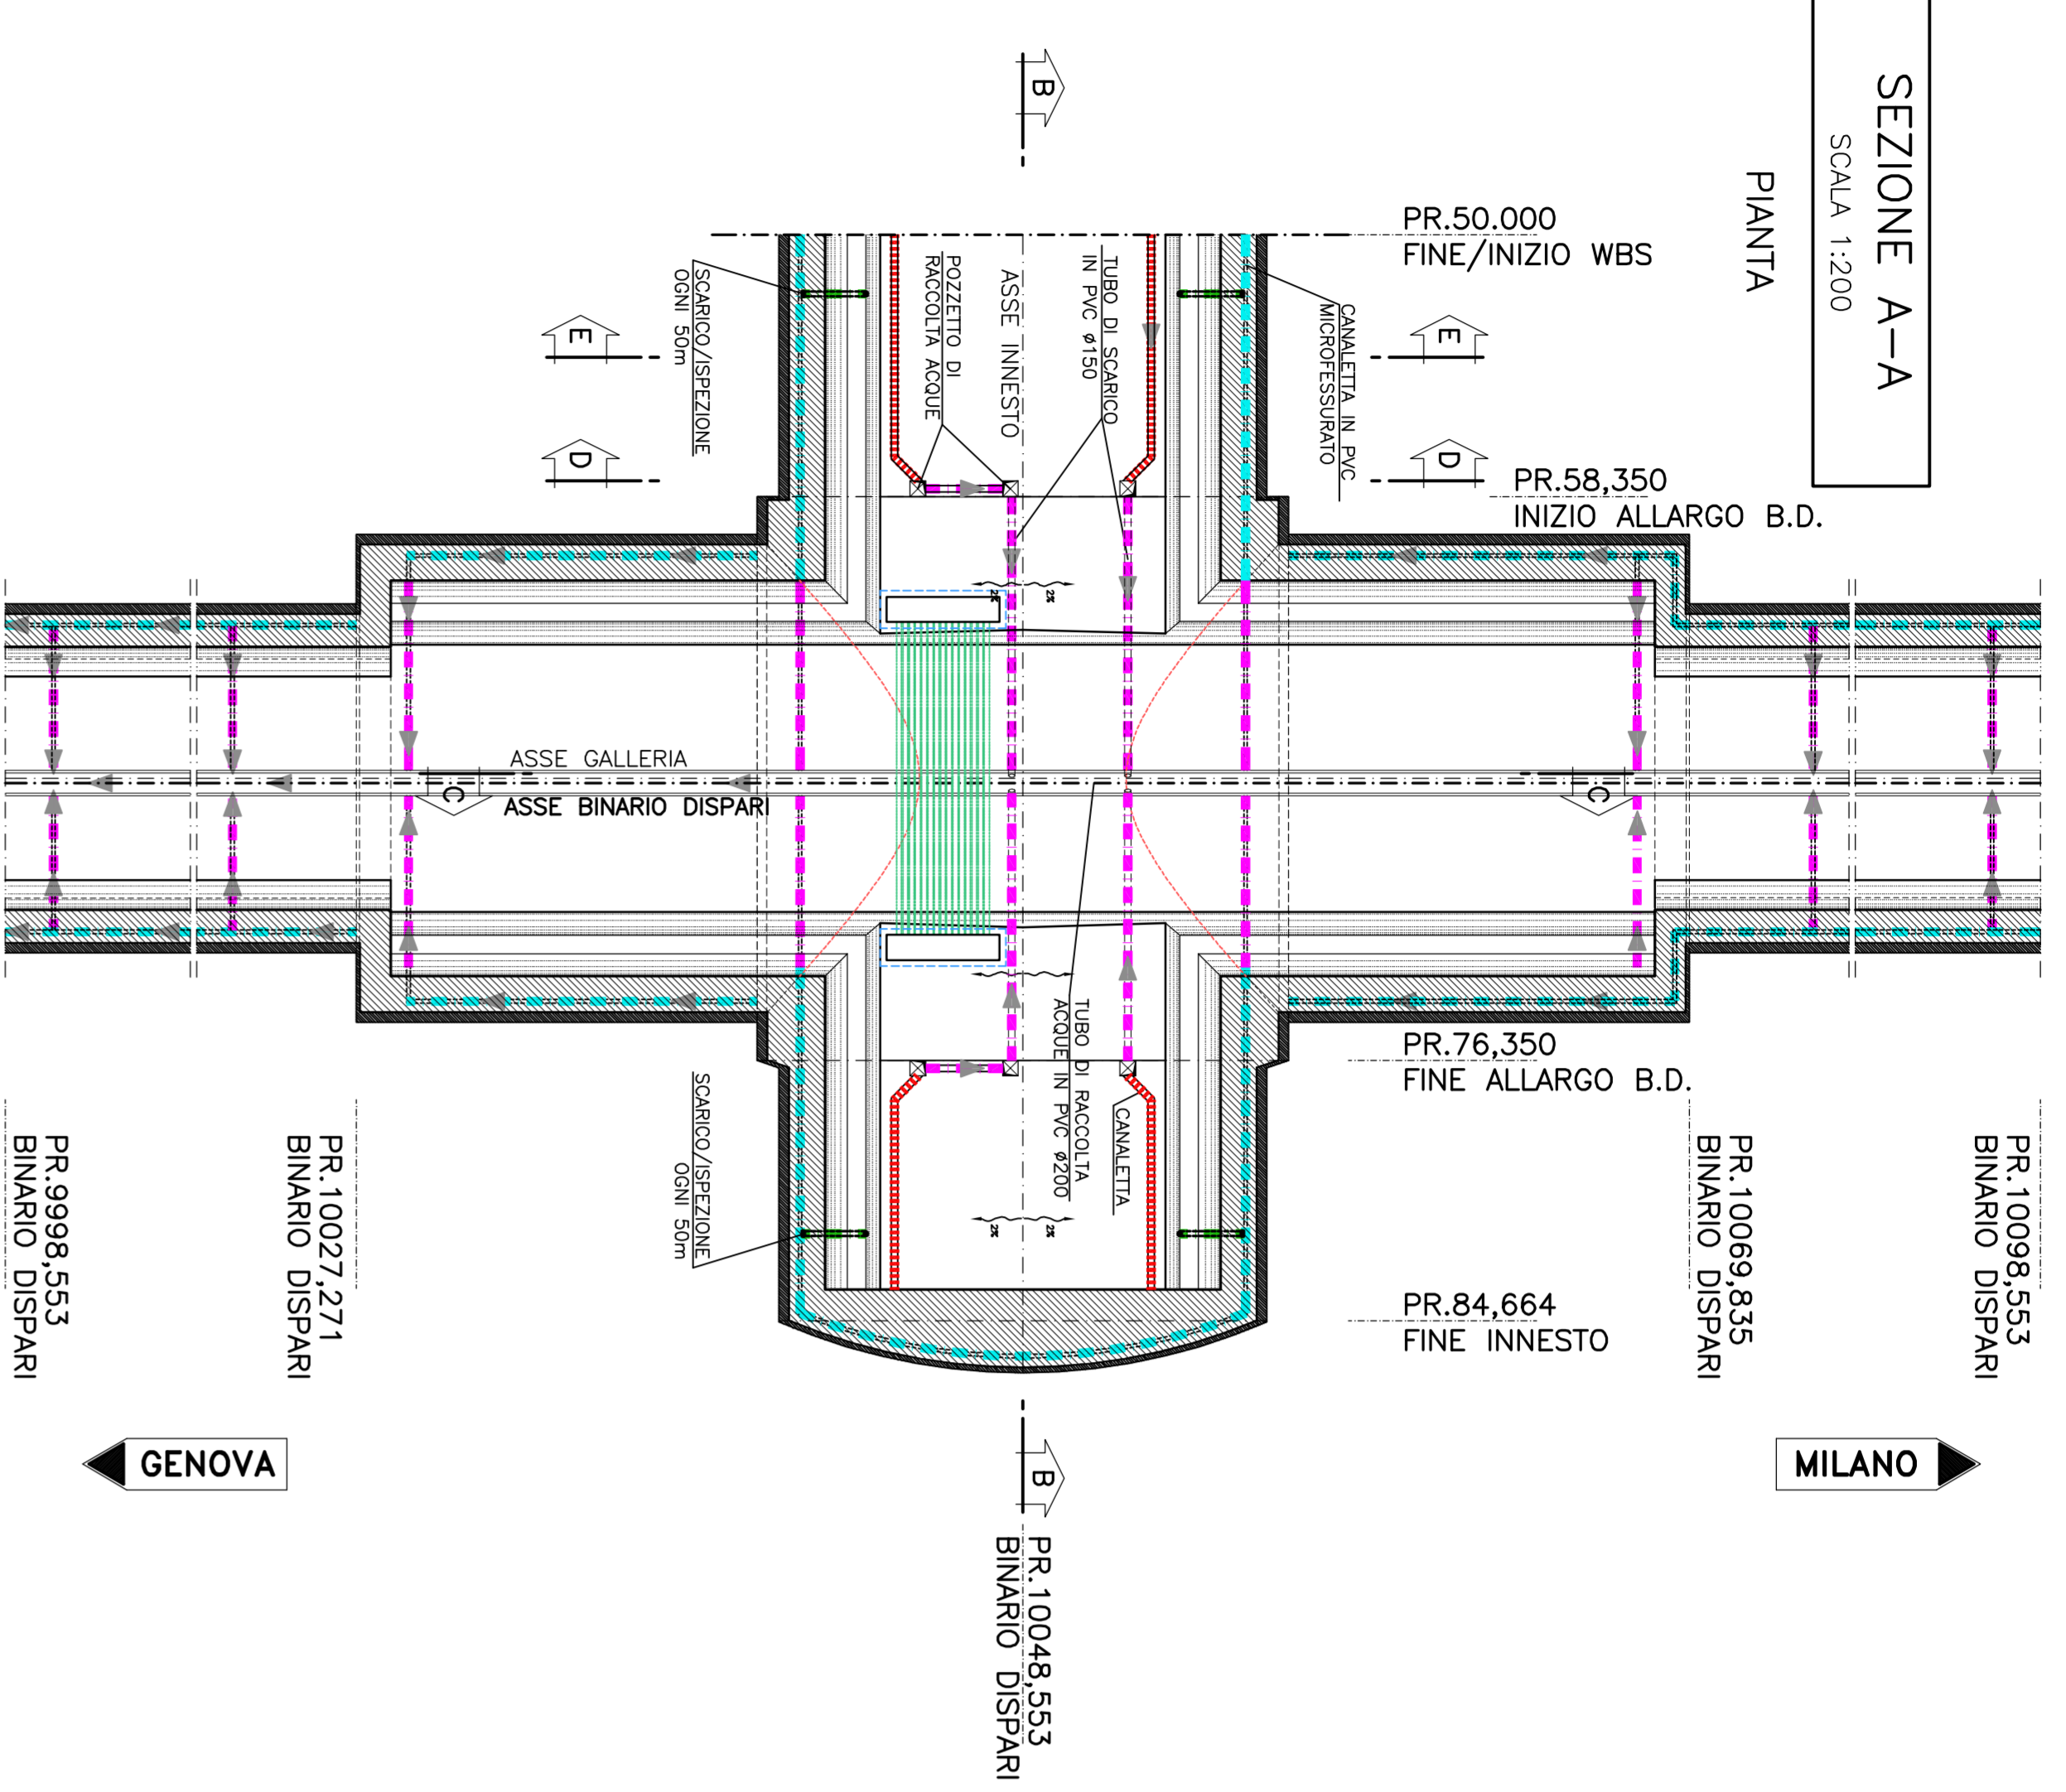 SEZIONE A-A
SCALA 1:200
PIANTA
B
PR.50.000
FINE/INIZIO WBS
CANALETTA IN PVC
MICROFESSURATO
TUBO DI SCARICO
IN PVC ø150
ASSE INNESTO
POZZETTO DI
RACCOLTA ACQUE
SCARICO/ISPEZIONE
OGNI 50m
E
E
D
D
PR.58,350
INIZIO ALLARGO B.D.
2%
2%
ASSE GALLERIA
ASSE BINARIO DISPARI
C
C
TUBO DI RACCOLTA
ACQUE IN PVC ø200
CANALETTA
PR.76,350
FINE ALLARGO B.D.
SCARICO/ISPEZIONE
OGNI 50m
2%
2%
PR.84,664
FINE INNESTO
PR.9998,553
BINARIO DISPARI
PR.10027,271
BINARIO DISPARI
PR.10069,835
BINARIO DISPARI
PR.10098,553
BINARIO DISPARI
GENOVA
MILANO
B
PR.10048,553
BINARIO DISPARI